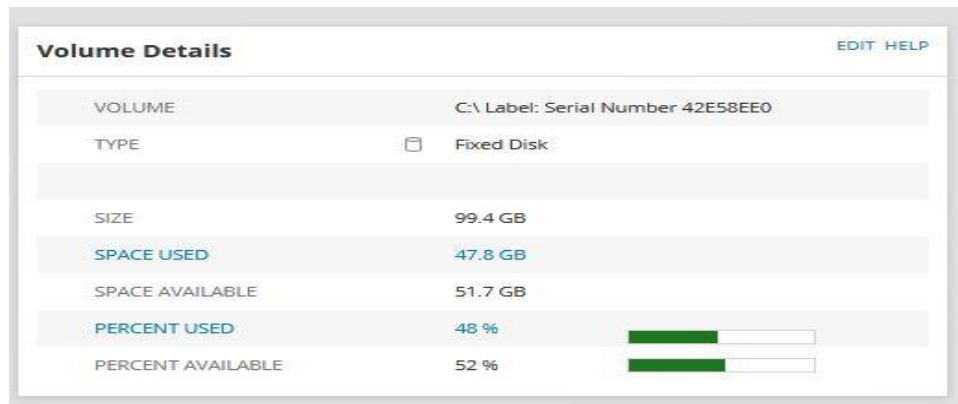 Volume Details EDIT HELP
VOLUME C:\ Label: Serial Number 42E58EE0
TYPE Fixed Disk
SIZE 99.4 GB
SPACE USED 47.8 GB
SPACE AVAILABLE 51.7 GB
PERCENT USED 48 %
PERCENT AVAILABLE 52 %